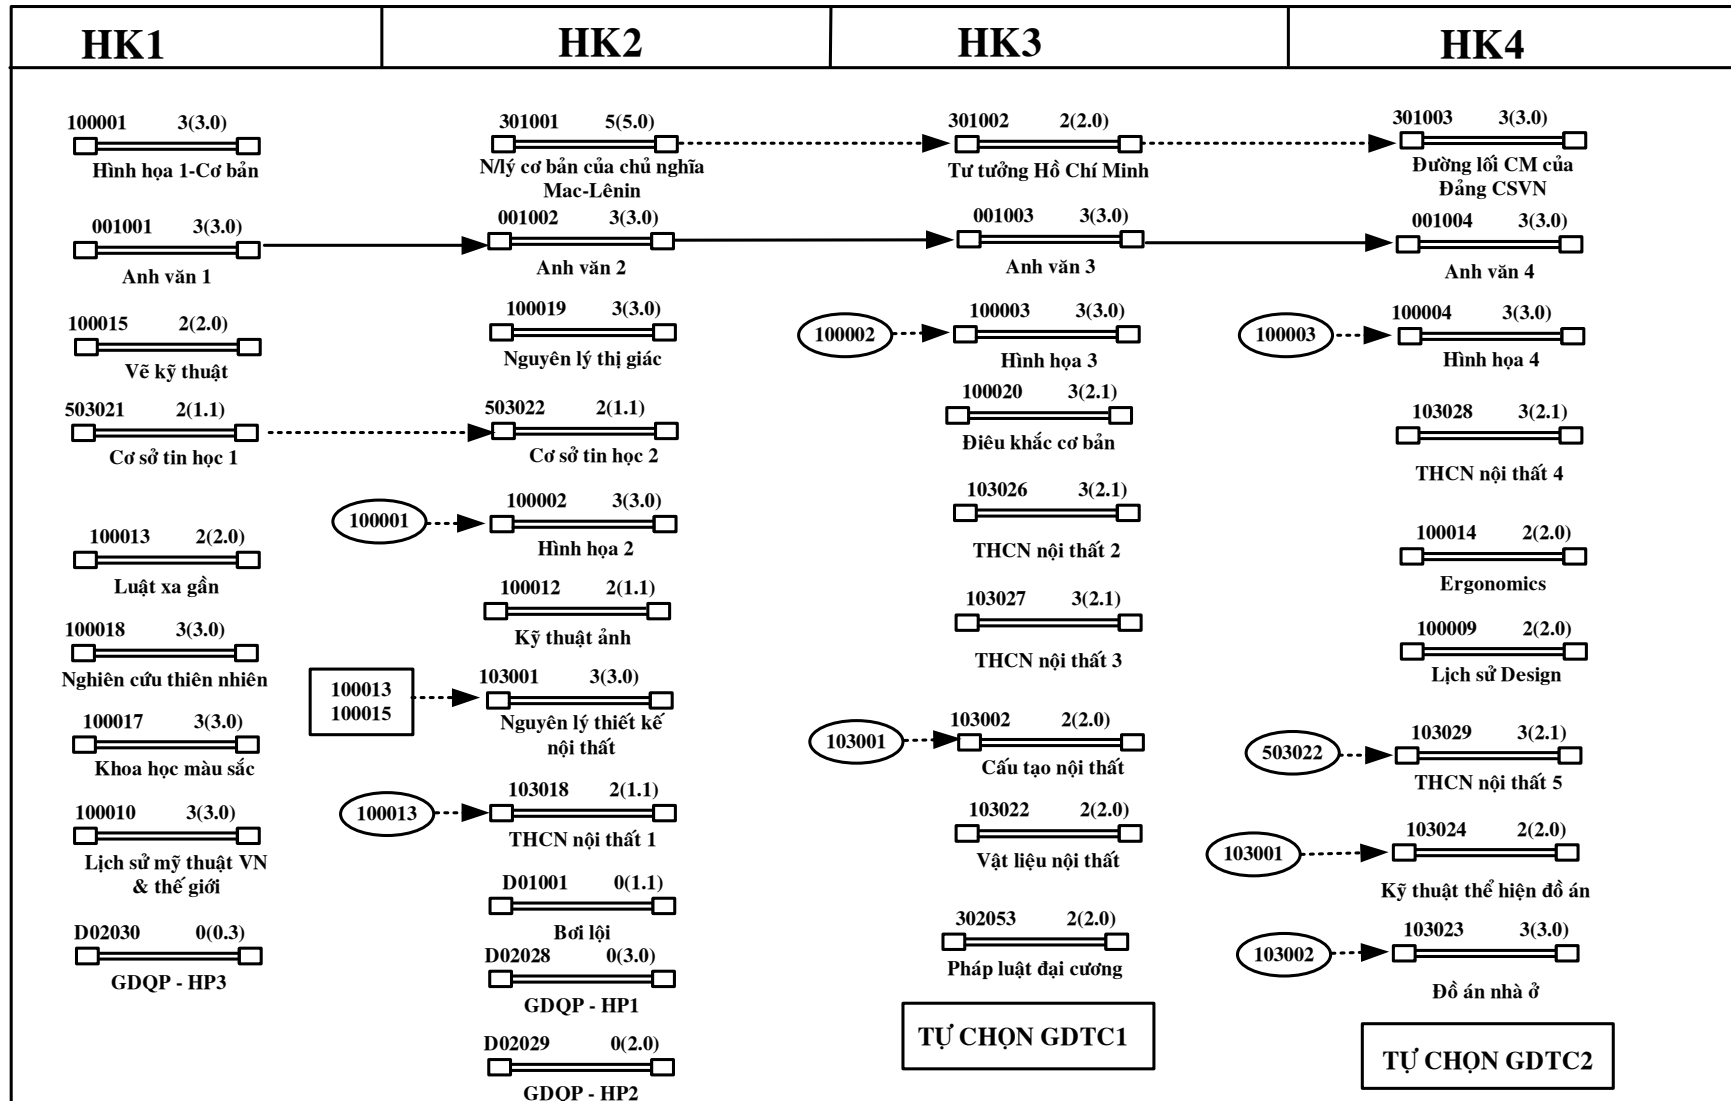 HK1
HK2
HK3
HK4
100001 3(3.0)
Hình họa 1-Cơ bản
001001 3(3.0)
Anh văn 1
100015 2(2.0)
Vẽ kỹ thuật
503021 2(1.1)
Cơ sở tin học 1
100013 2(2.0)
Luật xa gần
100018 3(3.0)
Nghiên cứu thiên nhiên
100017 3(3.0)
Khoa học màu sắc
100010 3(3.0)
Lịch sử mỹ thuật VN
& thế giới
D02030 0(0.3)
GDQP - HP3
301001 5(5.0)
N/lý cơ bản của chủ nghĩa
Mac-Lênin
001002 3(3.0)
Anh văn 2
100019 3(3.0)
Nguyên lý thị giác
503022 2(1.1)
Cơ sở tin học 2
100001
100002 3(3.0)
Hình họa 2
100012 2(1.1)
Kỹ thuật ảnh
100013
100015
103001 3(3.0)
Nguyên lý thiết kế
nội thất
100013
103018 2(1.1)
THCN nội thất 1
D01001 0(1.1)
Bơi lội
D02028 0(3.0)
GDQP - HP1
D02029 0(2.0)
GDQP - HP2
301002 2(2.0)
Tư tưởng Hồ Chí Minh
001003 3(3.0)
Anh văn 3
100002
100003 3(3.0)
Hình họa 3
100020 3(2.1)
Điêu khắc cơ bản
103026 3(2.1)
THCN nội thất 2
103027 3(2.1)
THCN nội thất 3
103001
103002 2(2.0)
Cấu tạo nội thất
103022 2(2.0)
Vật liệu nội thất
302053 2(2.0)
Pháp luật đại cương
TỰ CHỌN GDTC1
301003 3(3.0)
Đường lối CM của
Đảng CSVN
001004 3(3.0)
Anh văn 4
100003
100004 3(3.0)
Hình họa 4
103028 3(2.1)
THCN nội thất 4
100014 2(2.0)
Ergonomics
100009 2(2.0)
Lịch sử Design
503022
103029 3(2.1)
THCN nội thất 5
103001
103024 2(2.0)
Kỹ thuật thể hiện đồ án
103002
103023 3(3.0)
Đồ án nhà ở
TỰ CHỌN GDTC2